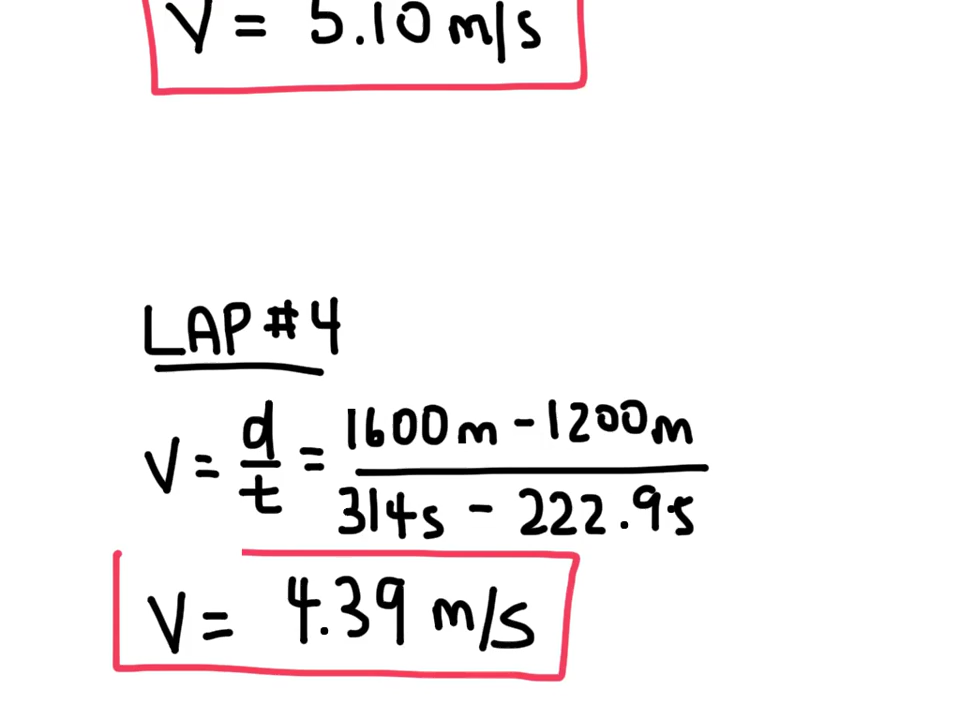 V = 5.10 m/s
LAP #4
V = d/t = 1600m - 1200m / 314s - 222.9s
V = 4.39 m/s